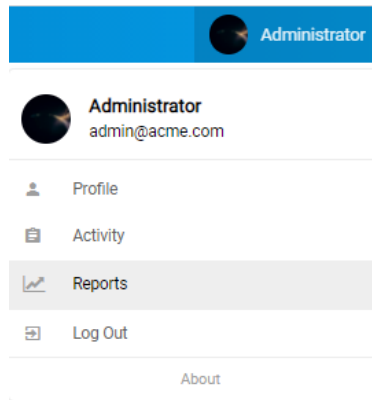 Administrator
Administrator
admin@acme.com
Profile
Activity
Reports
Log Out
About